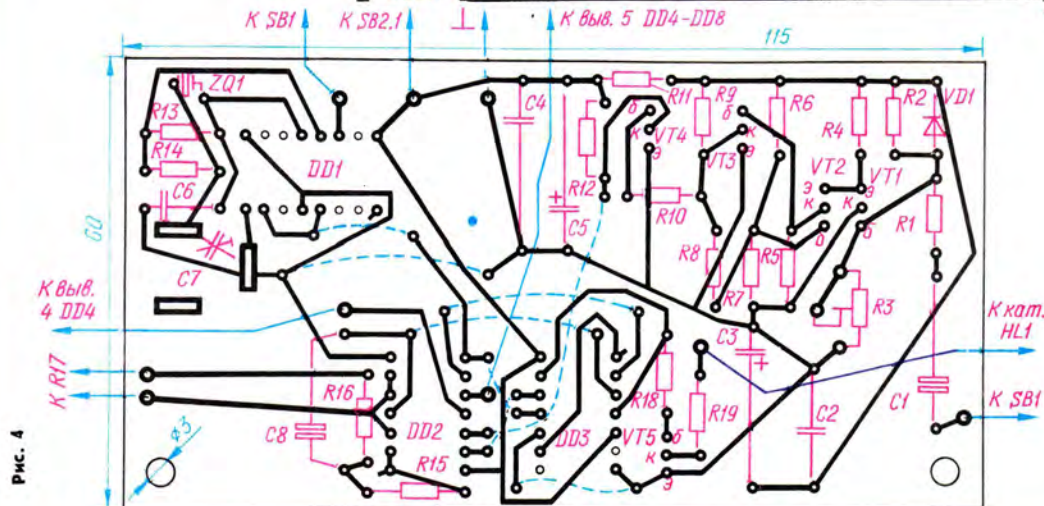 К SB1
К SB2.1
⊥
К выв. 5 DD4–DD8
115
ZQ1
R13
R14
C6
C7
DD1
C4
C5
R12
R11
б
к
э
VT4
R10
R9
б
к
э
VT3
R8
R6
R7
R5
R4
VT2
э
к
б
R2
VT1
э
к
б
VD1
R1
R3
60
К выв.
4 DD4
К R17
К кат.
HL1
К SB1
C3
+
+
C2
C1
R16
C8
DD2
R15
DD3
R18
VT5
б
к
э
R19
ø3
Рис. 4